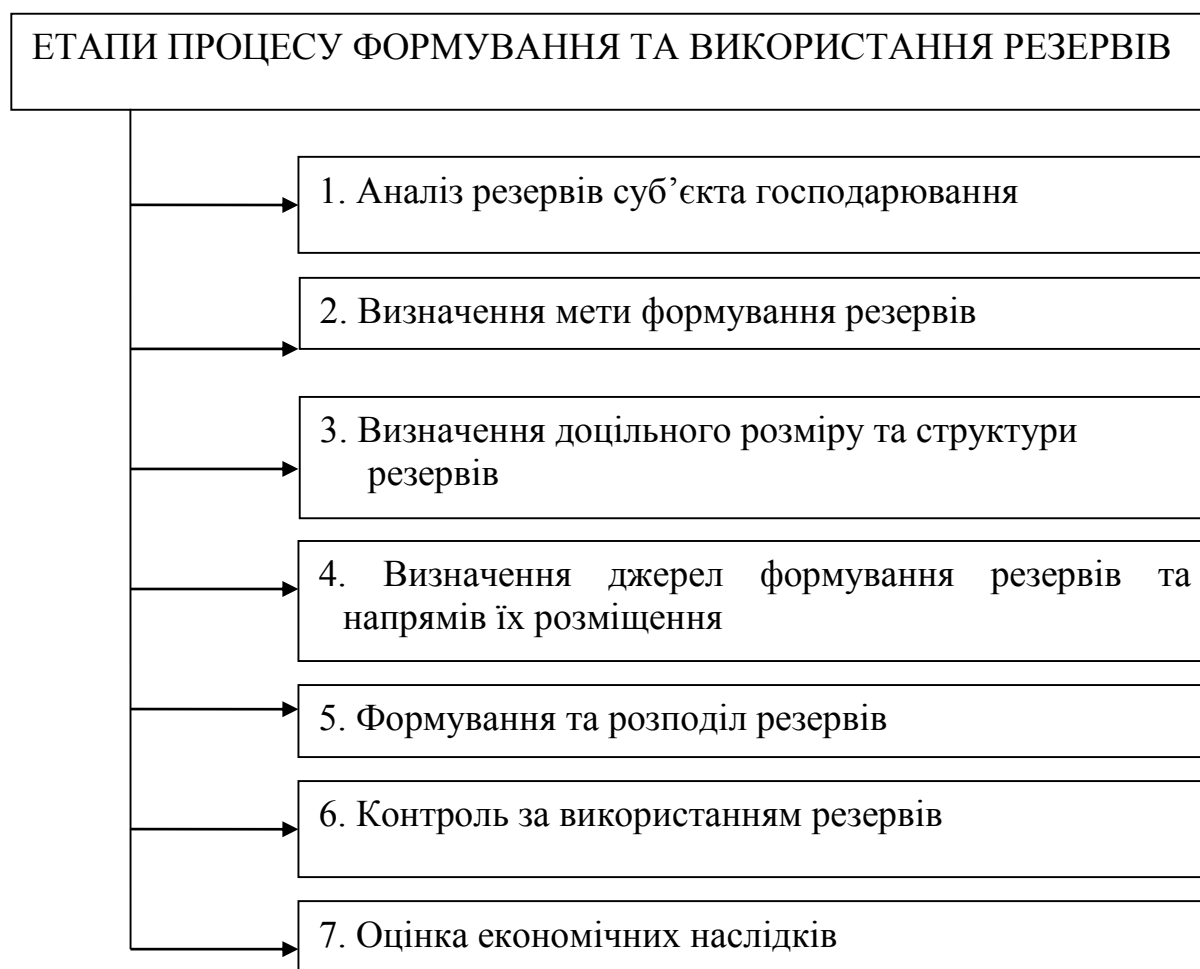 ЕТАПИ ПРОЦЕСУ ФОРМУВАННЯ ТА ВИКОРИСТАННЯ РЕЗЕРВІВ
1. Аналіз резервів суб’єкта господарювання
2. Визначення мети формування резервів
3. Визначення доцільного розміру та структури
резервів
4. Визначення джерел формування резервів та
напрямів їх розміщення
5. Формування та розподіл резервів
6. Контроль за використанням резервів
7. Оцінка економічних наслідків